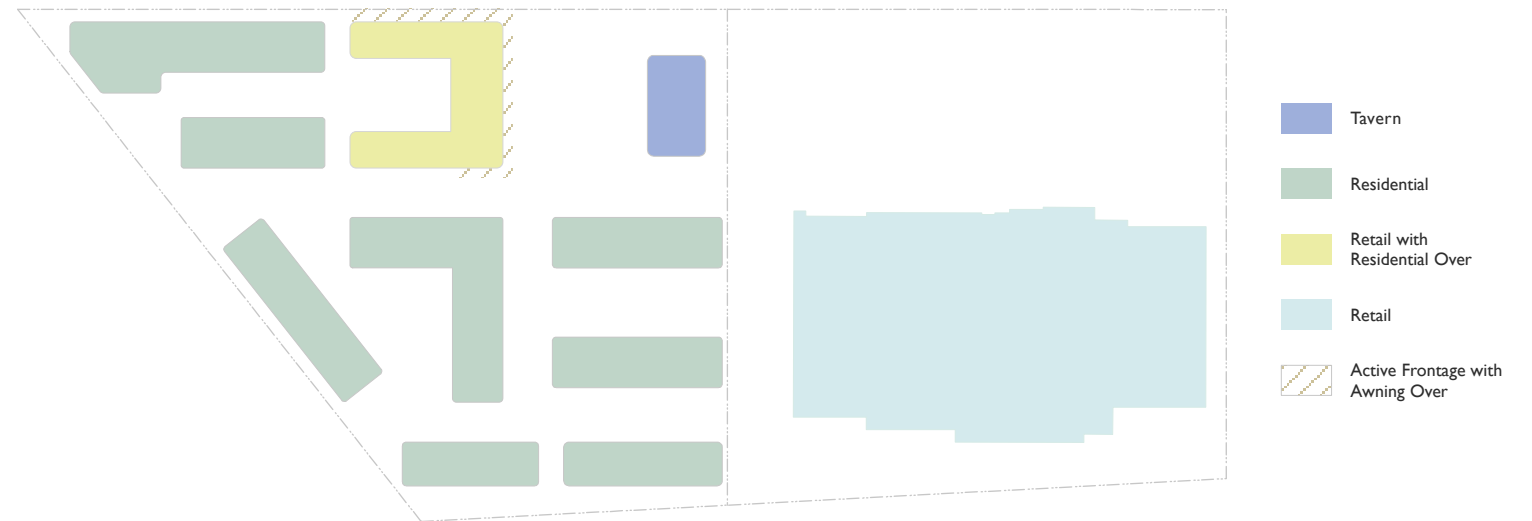 Tavern
Residential
Retail with
Residential Over
Retail
Active Frontage with
Awning Over